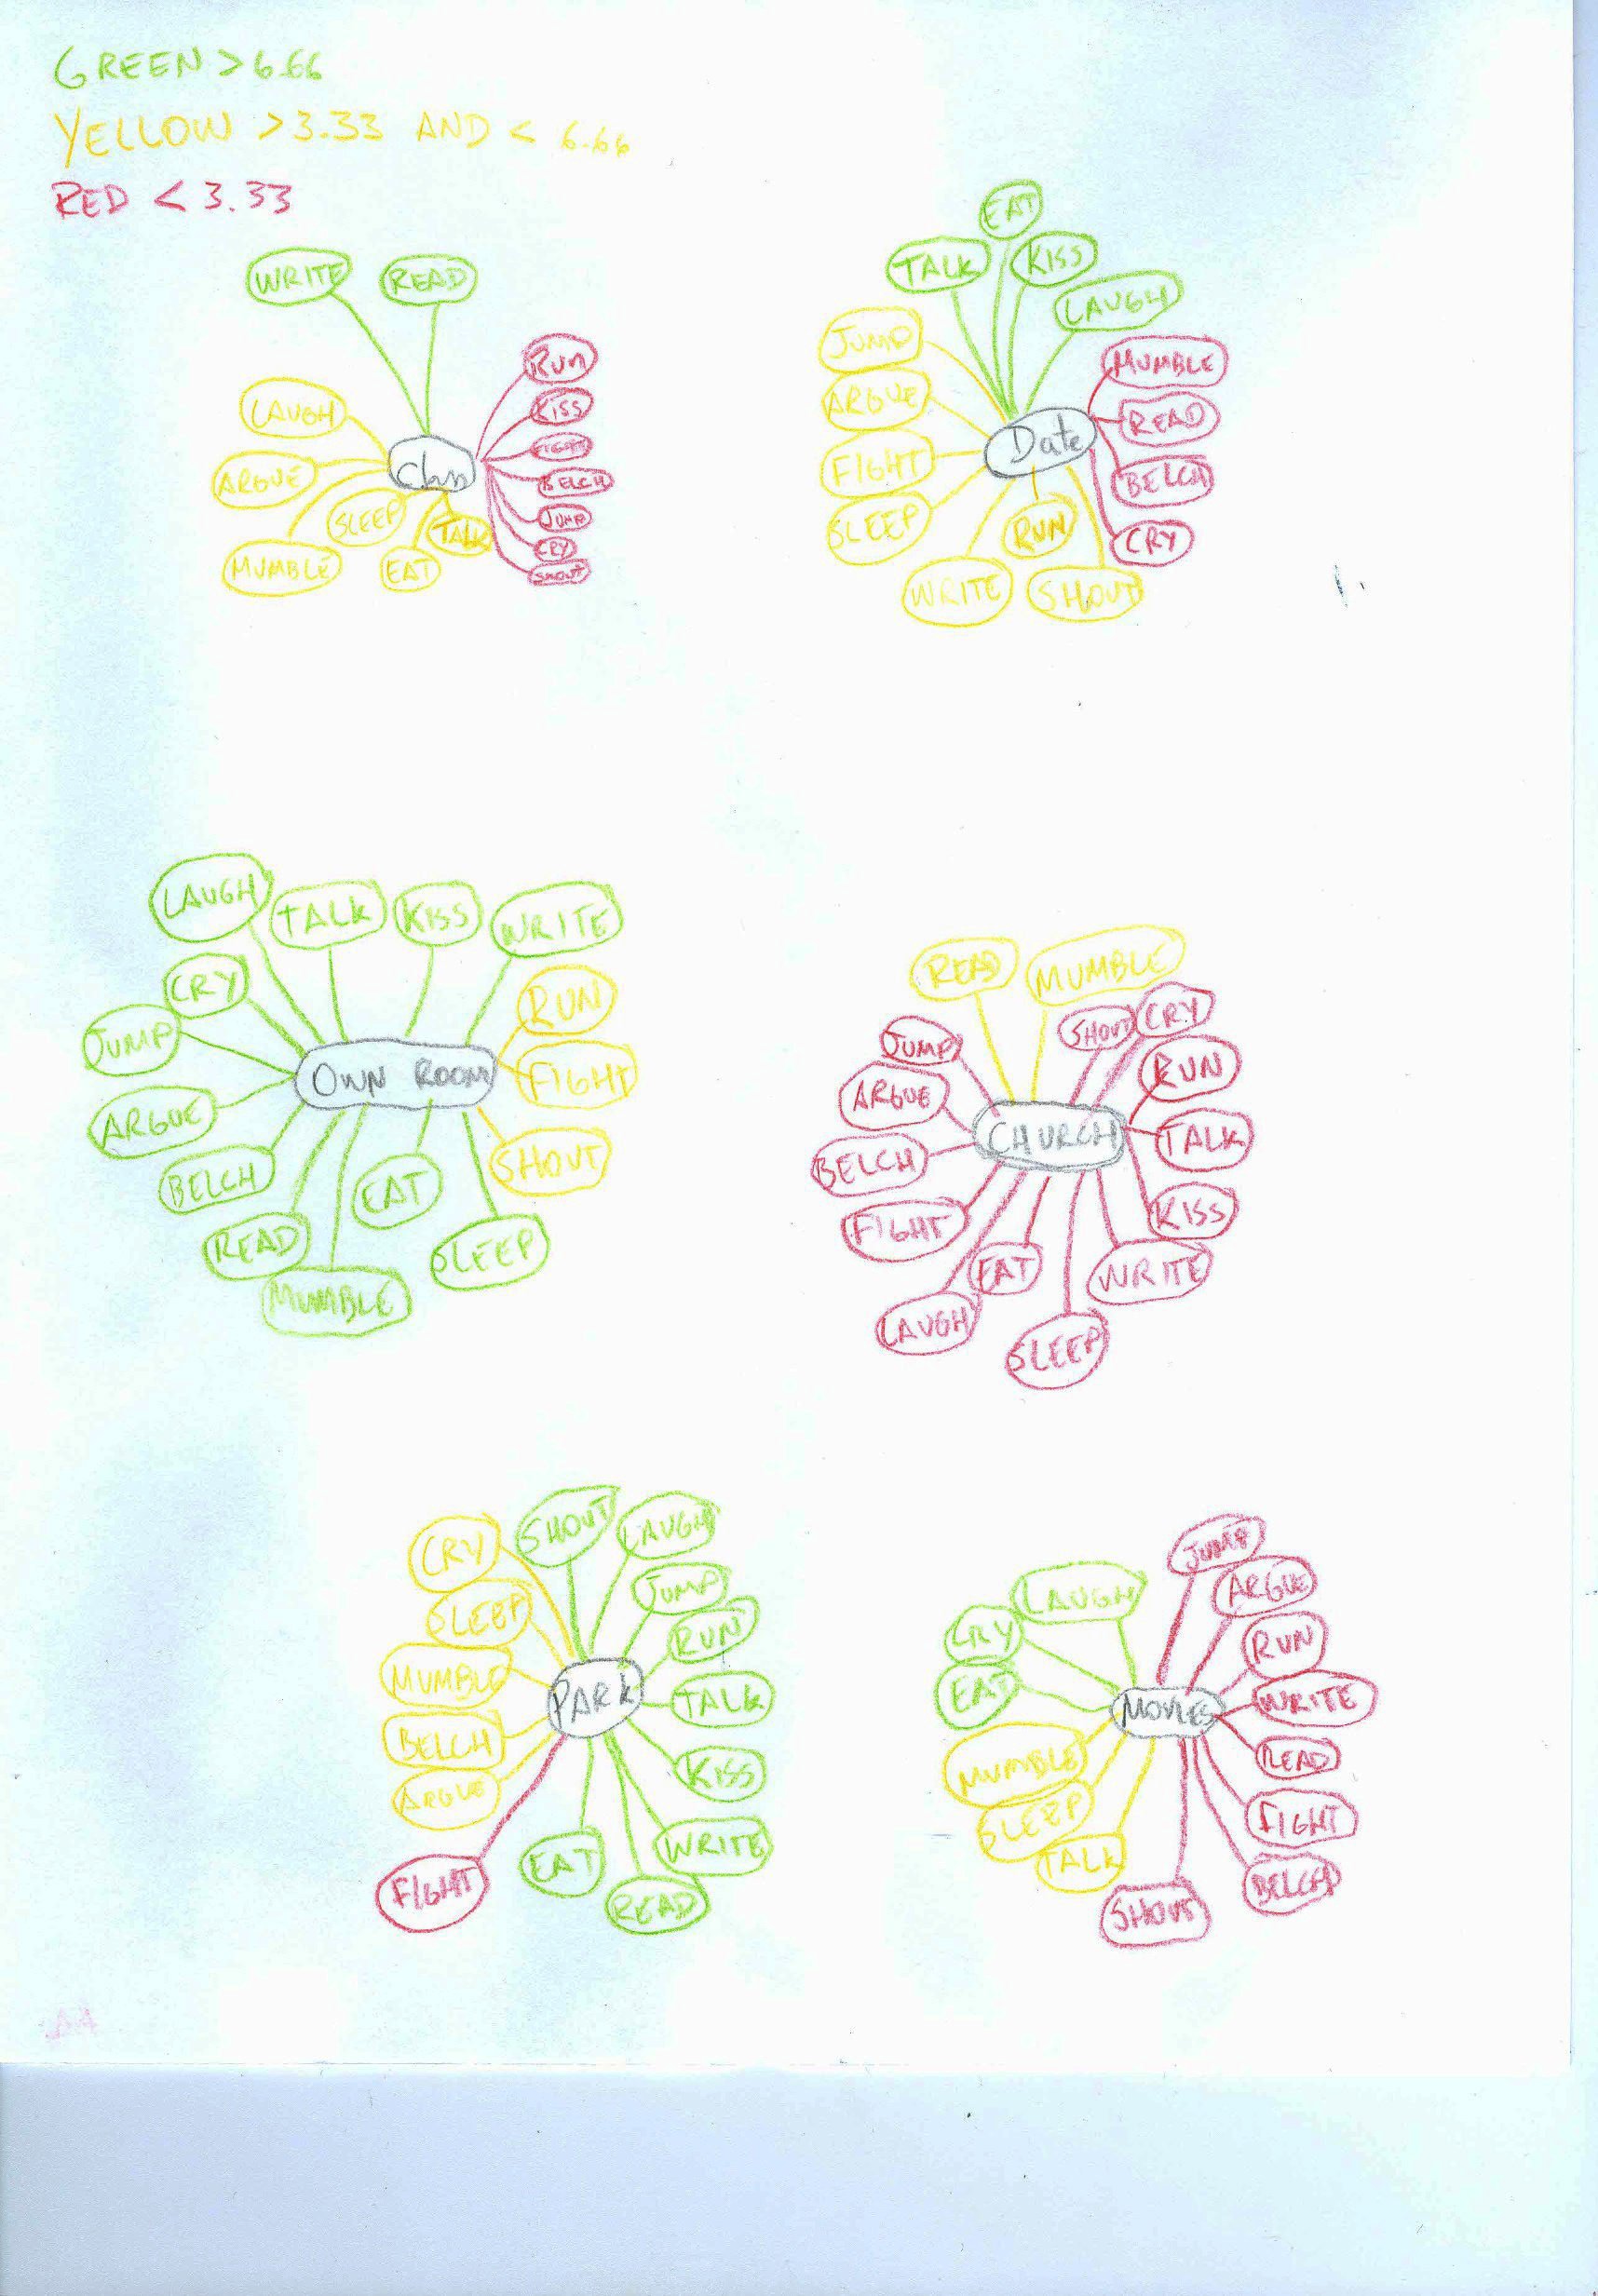 GREEN > 6.66
YELLOW > 3.33 AND < 6.66
RED < 3.33
WRITE
READ
LAUGH
ARGUE
MUMBLE
SLEEP
EAT
TALK
Class
RUN
KISS
FIGHT
BELCH
JUMP
CRY
SHOUT
EAT
TALK
KISS
LAUGH
JUMP
ARGUE
FIGHT
SLEEP
WRITE
RUN
SHOUT
Date
MUMBLE
READ
BELCH
CRY
LAUGH
TALK
KISS
WRITE
CRY
JUMP
ARGUE
BELCH
READ
MUMBLE
EAT
SLEEP
OWN ROOM
RUN
FIGHT
SHOUT
READ
MUMBLE
SHOUT
CRY
JUMP
ARGUE
BELCH
FIGHT
LAUGH
EAT
SLEEP
WRITE
CHURCH
RUN
TALK
KISS
CRY
SLEEP
MUMBLE
BELCH
ARGUE
FIGHT
PARK
SHOUT
LAUGH
JUMP
RUN
TALK
KISS
WRITE
READ
EAT
LAUGH
CRY
EAT
MUMBLE
SLEEP
TALK
MOVIES
JUMP
ARGUE
RUN
WRITE
READ
FIGHT
BELCH
SHOUT